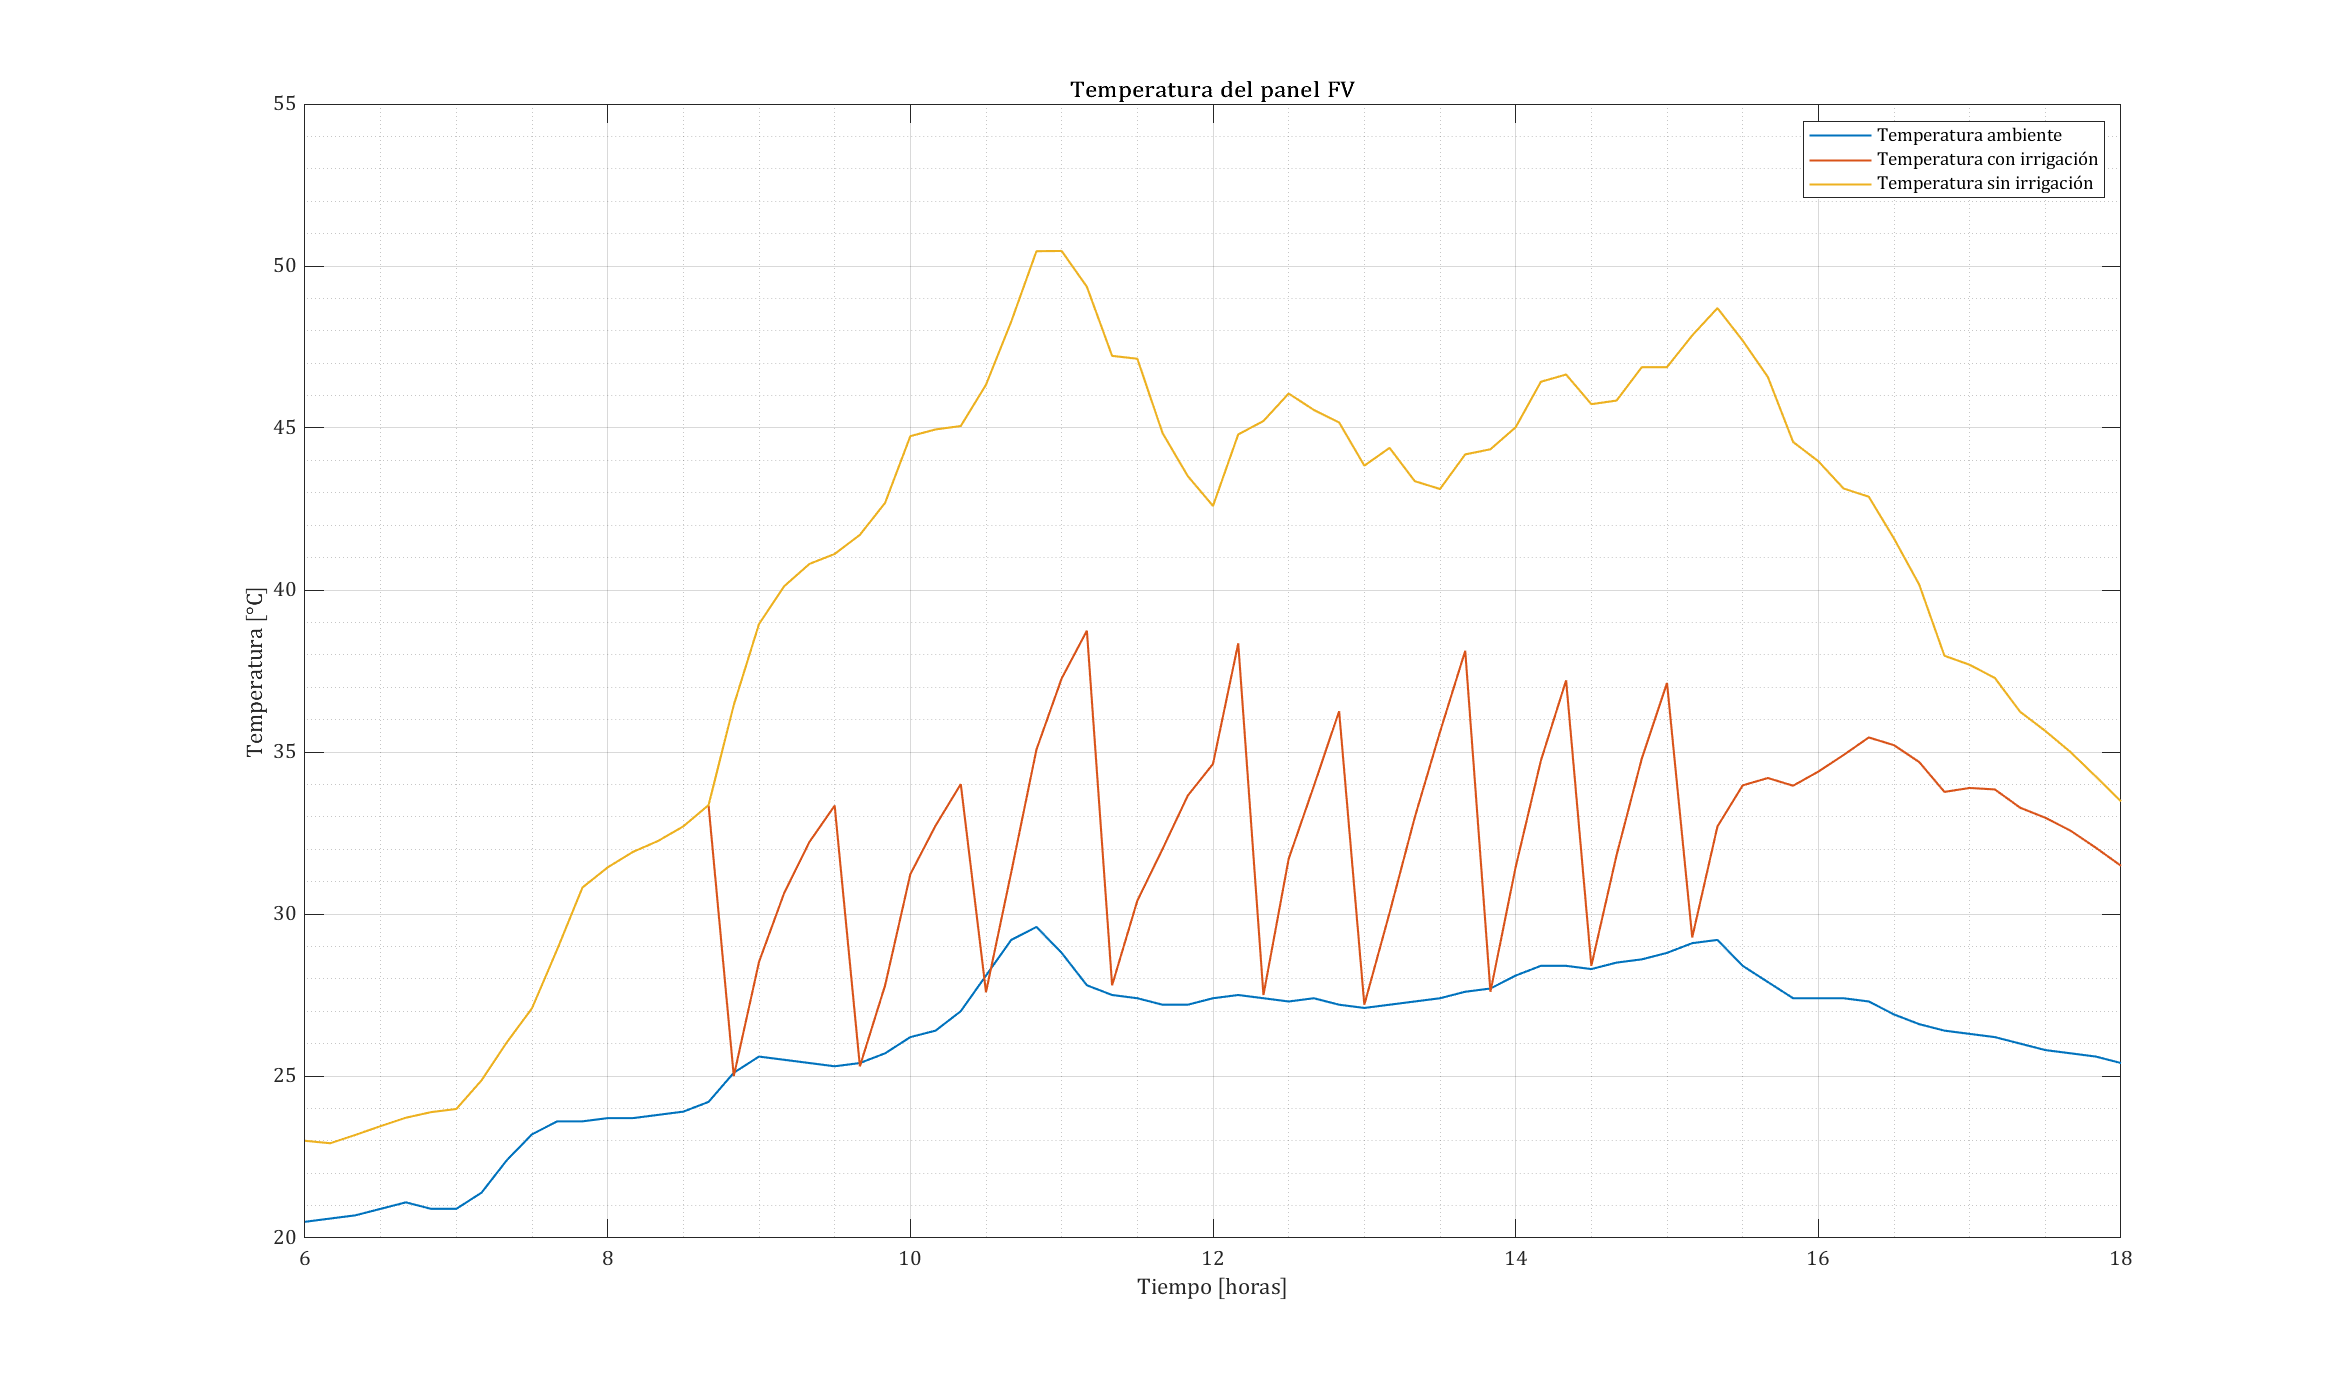 Temperatura del panel FV
Temperatura ambiente
Temperatura con irrigación
Temperatura sin irrigación
Temperatura [°C]
55
50
45
40
35
30
25
20
6 8 10 12 14 16 18
Tiempo [horas]